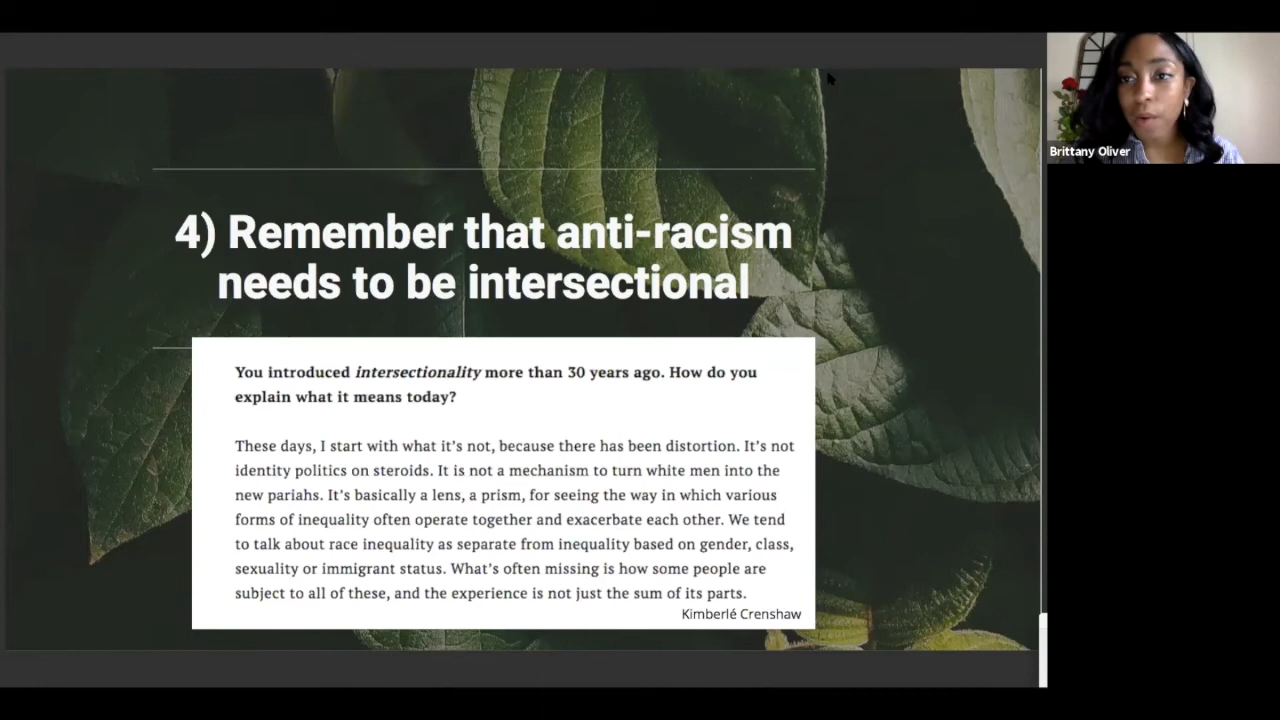 4) Remember that anti-racism
needs to be intersectional
You introduced intersectionality more than 30 years ago. How do you
explain what it means today?
These days, I start with what it's not, because there has been distortion. It's not
identity politics on steroids. It is not a mechanism to turn white men into the
new pariahs. It's basically a lens, a prism, for seeing the way in which various
forms of inequality often operate together and exacerbate each other. We tend
to talk about race inequality as separate from inequality based on gender, class,
sexuality or immigrant status. What's often missing is how some people are
subject to all of these, and the experience is not just the sum of its parts.
Kimberlé Crenshaw
Brittany Oliver